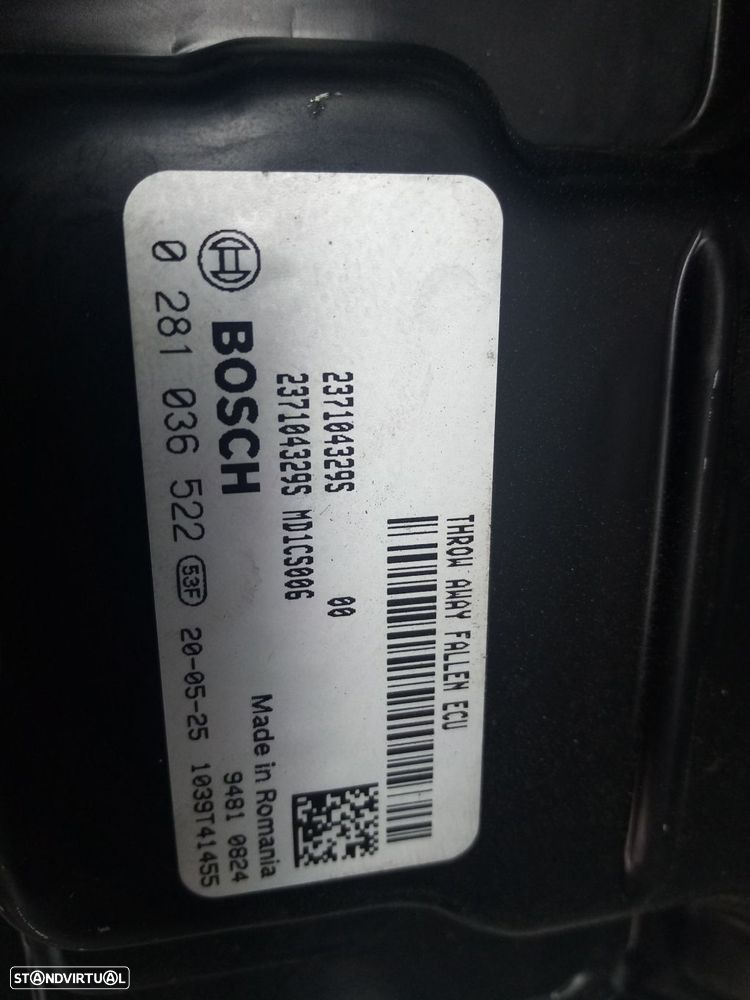 THROW AWAY FALLEN ECU
237104329S 00
237104329S MD1CS006
BOSCH
Made in Romania
9481 0824
0 281 036 522 53F 20-05-25 1039T41455
STANDVIRTUAL